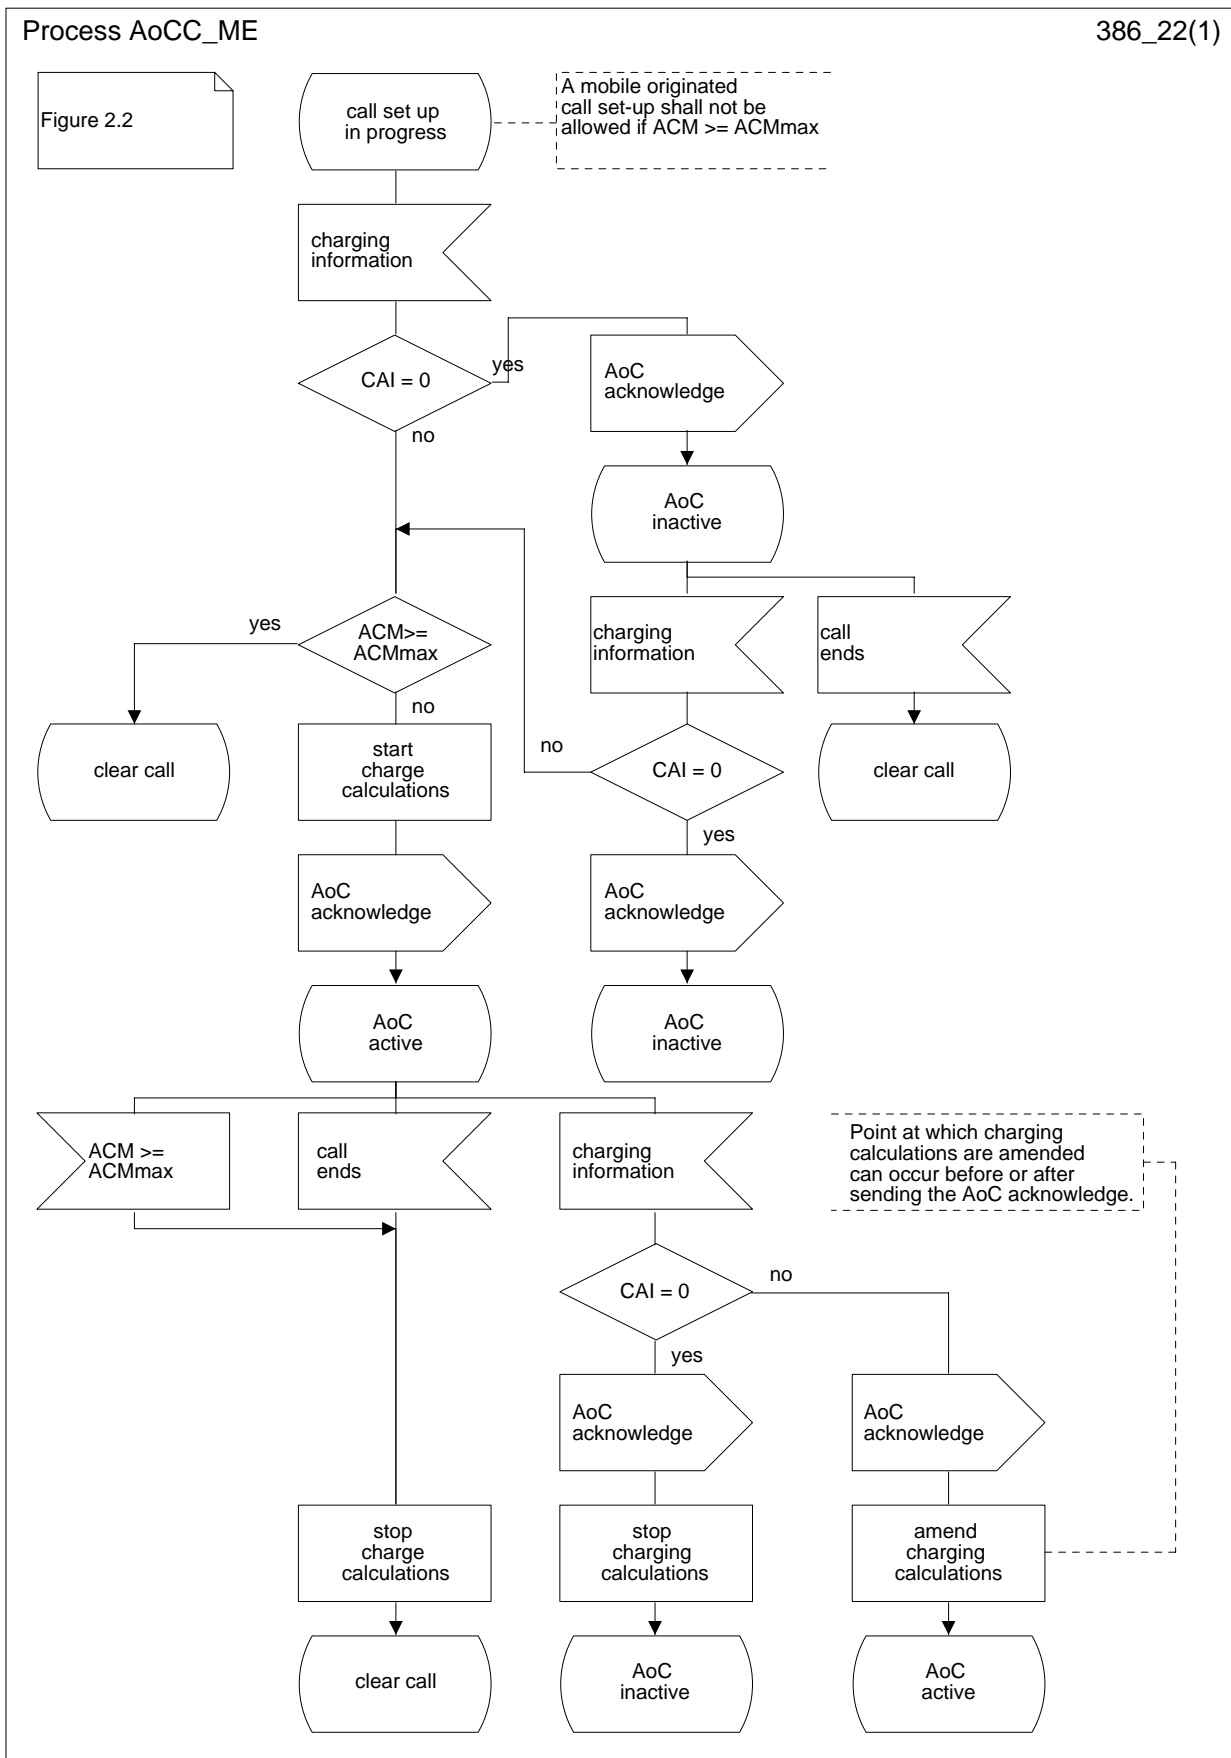 Process AoCC_ME
386_22(1)
Figure 2.2
call set up
in progress
A mobile originated
call set-up shall not be
allowed if ACM >= ACMmax
charging
information
CAI = 0
yes
no
AoC
acknowledge
AoC
inactive
yes
ACM>=
ACMmax
no
charging
information
call
ends
clear call
start
charge
calculations
no
CAI = 0
yes
clear call
AoC
acknowledge
AoC
acknowledge
AoC
active
AoC
inactive
ACM >=
ACMmax
call
ends
charging
information
Point at which charging
calculations are amended
can occur before or after
sending the AoC acknowledge.
CAI = 0
no
yes
AoC
acknowledge
AoC
acknowledge
stop
charge
calculations
stop
charging
calculations
amend
charging
calculations
clear call
AoC
inactive
AoC
active